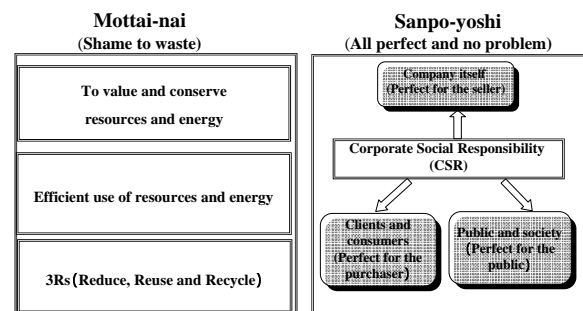 Mottai-nai
(Shame to waste)
To value and conserve
resources and energy
Efficient use of resources and energy
3Rs(Reduce, Reuse and Recycle)
Sanpo-yoshi
(All perfect and no problem)
Company itself
(Perfect for the seller)
Corporate Social Responsibility
(CSR)
Clients and
consumers
(Perfect for the
purchaser)
Public and society
(Perfect for the
public)